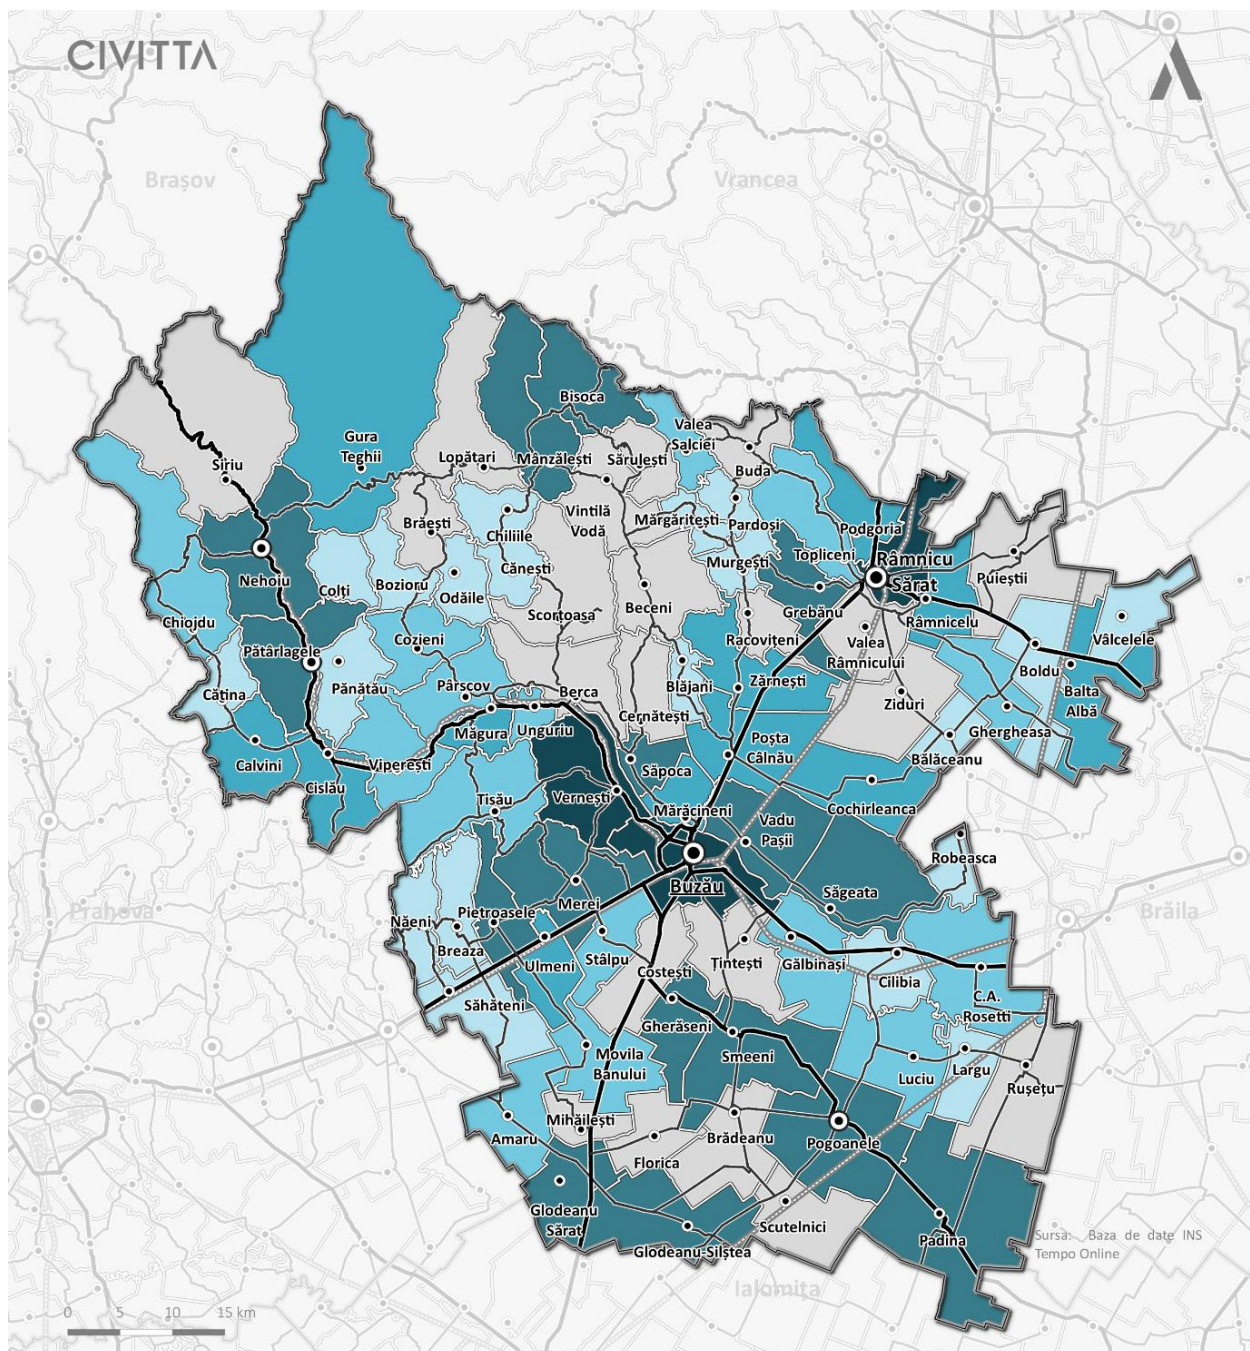 CIVITTA
Brașov
Vrancea
Bisoca
Valea
Salciei
Gura
Teghii
Lopătari
Mânzălești
Sărulești
Buda
Siriu
Brăești
Vintilă
Vodă
Mărgăritești
Pardoși
Podgoria
Chiliile
Topliceni
Râmnicu
Sărat
Murgești
Cănești
Puieștii
Nehoiu
Colți
Bozioru
Odăile
Beceni
Grebănu
Chiojdu
Scorțoasa
Râmnicelu
Cozieni
Racovițeni
Valea
Râmnicului
Vâlcelele
Pătârlagele
Boldu
Pănătău
Pârscov
Berca
Blăjani
Zărnești
Balta
Albă
Cătina
Ziduri
Cernătești
Măgura
Unguriu
Ghergheasa
Poșta
Câlnău
Bălăceanu
Calvini
Viperești
Săpoca
Cislău
Tisău
Vernești
Mărăcineni
Vadu
Pașii
Cochirleanca
Robeasca
Buzău
Săgeata
Prahova
Pietroasele
Merei
Brăila
Năeni
Breaza
Ulmeni
Stâlpu
Costești
Țintești
Gălbinași
Cilibia
Săhăteni
C.A.
Rosetti
Gherăseni
Movila
Banului
Smeeni
Luciu
Largu
Rușețu
Mihăilești
Amaru
Brădeanu
Pogoanele
Florica
Glodeanu
Sărat
Scutelnici
Padina
Glodeanu-Siliștea
Sursa: Baza de date INS
Tempo Online
Ialomița
0 5 10 15 km